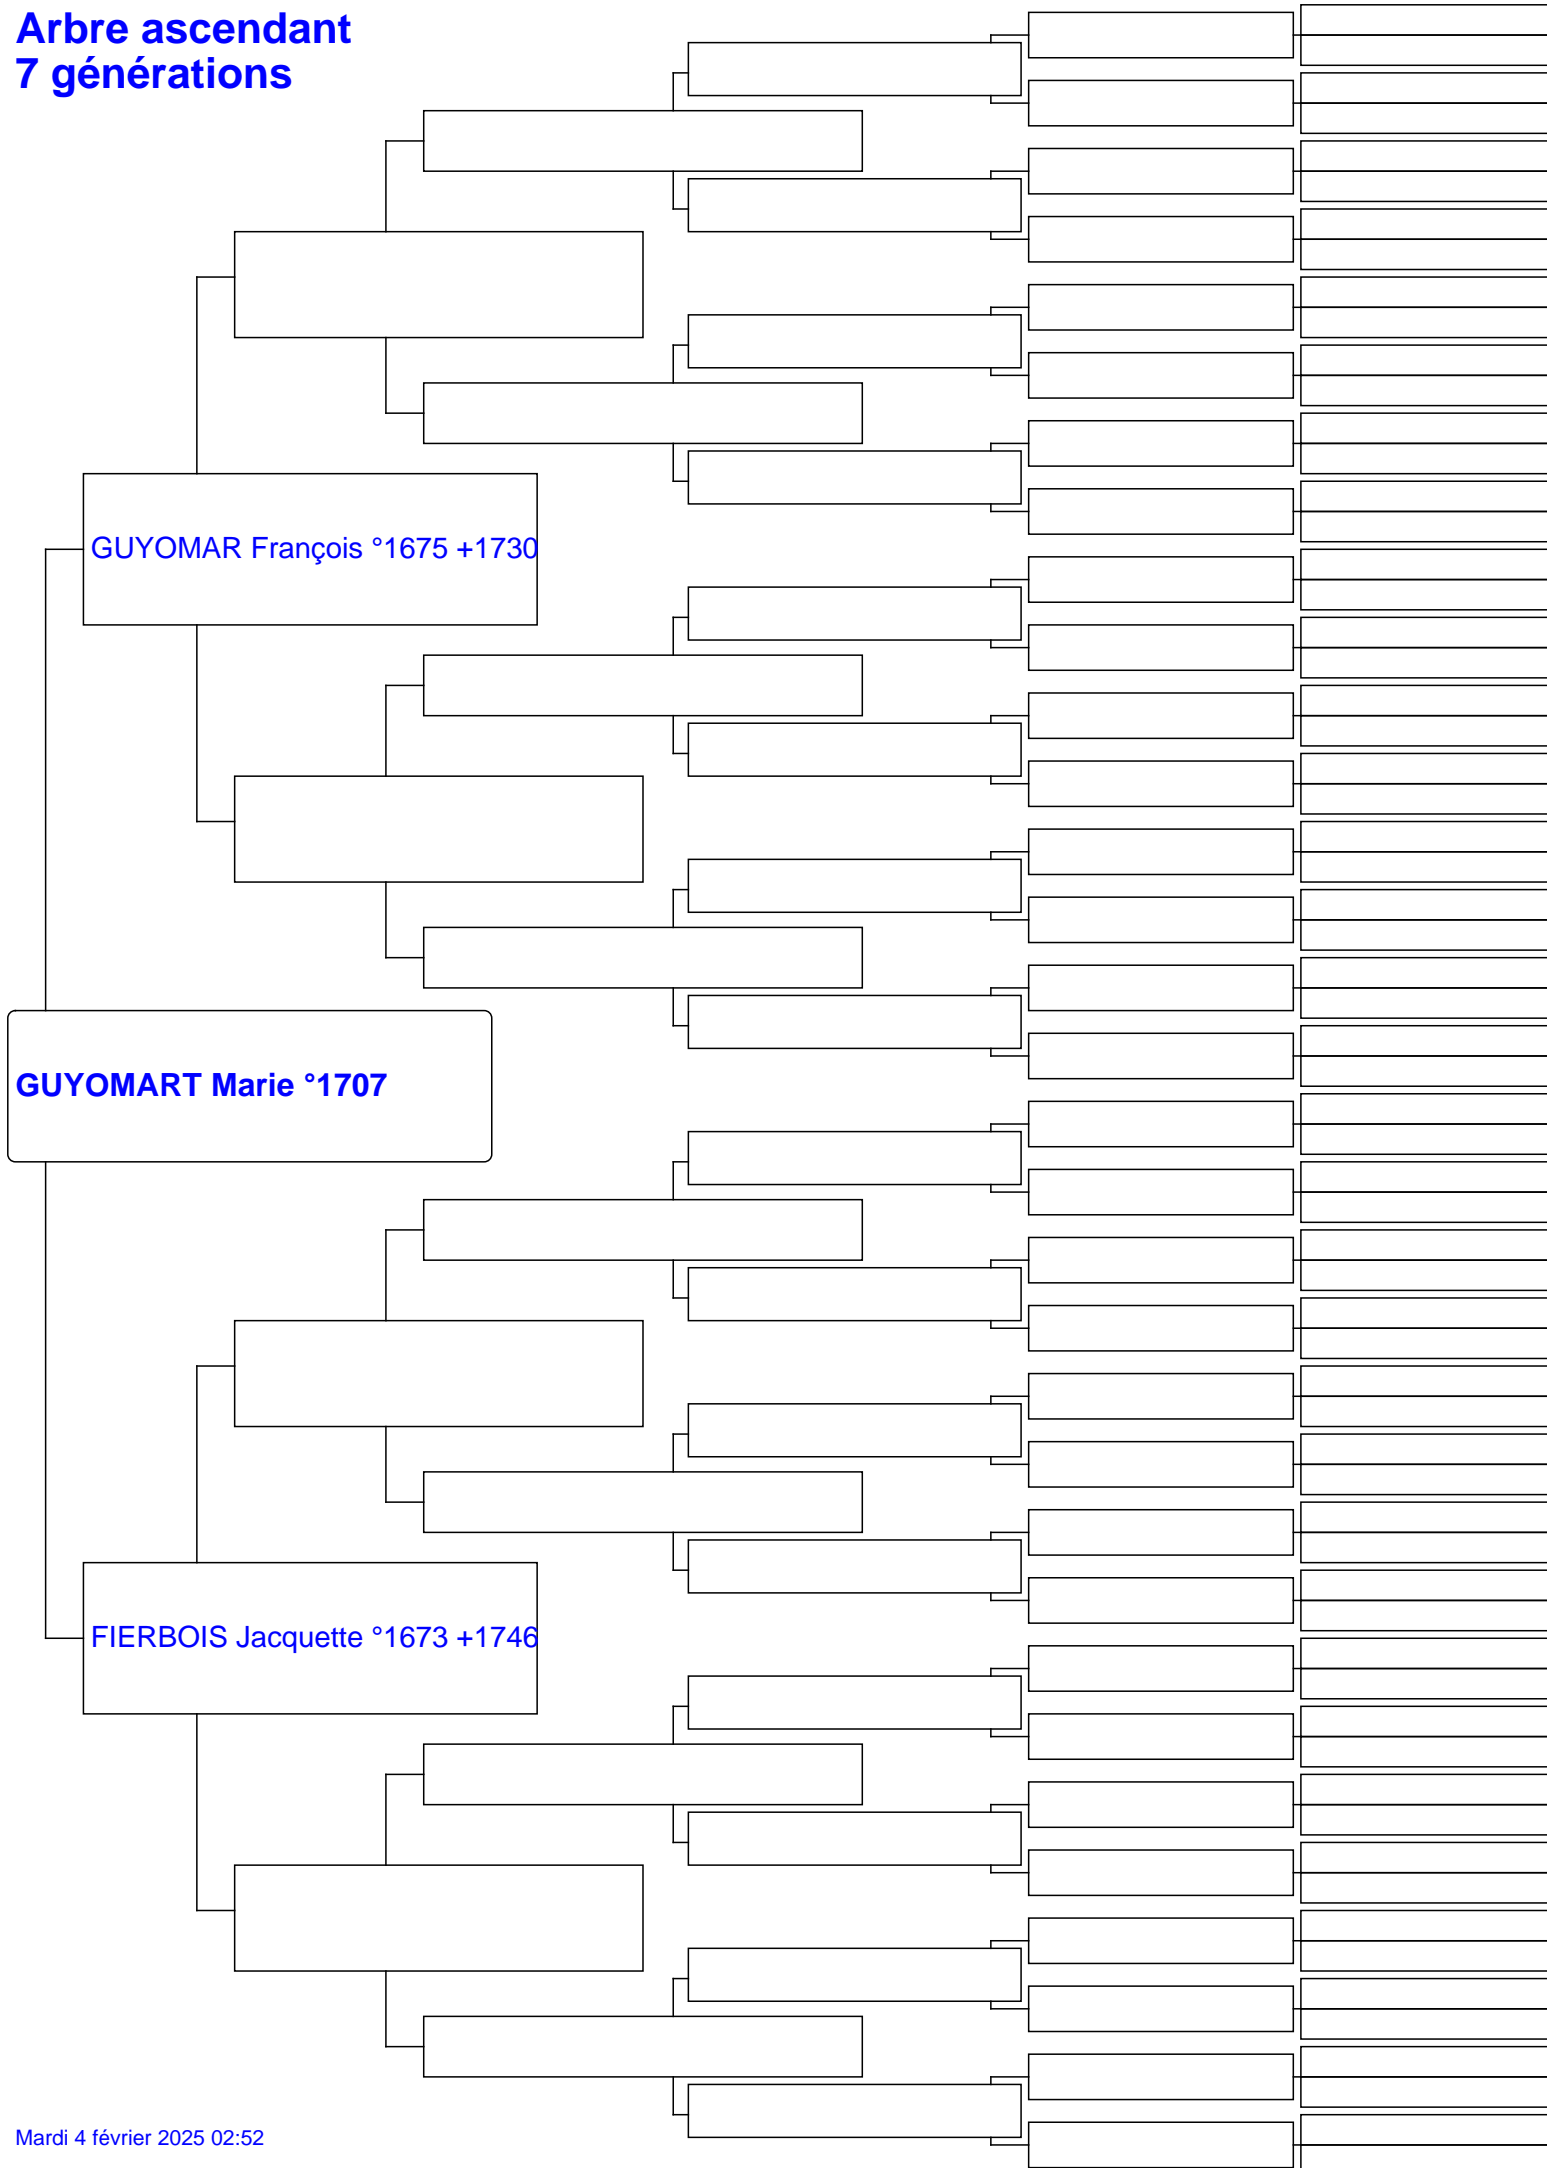 Arbre ascendant
7 générations
GUYOMAR François °1675 +1730
GUYOMART Marie °1707
FIERBOIS Jacquette °1673 +1746
Mardi 4 février 2025 02:52